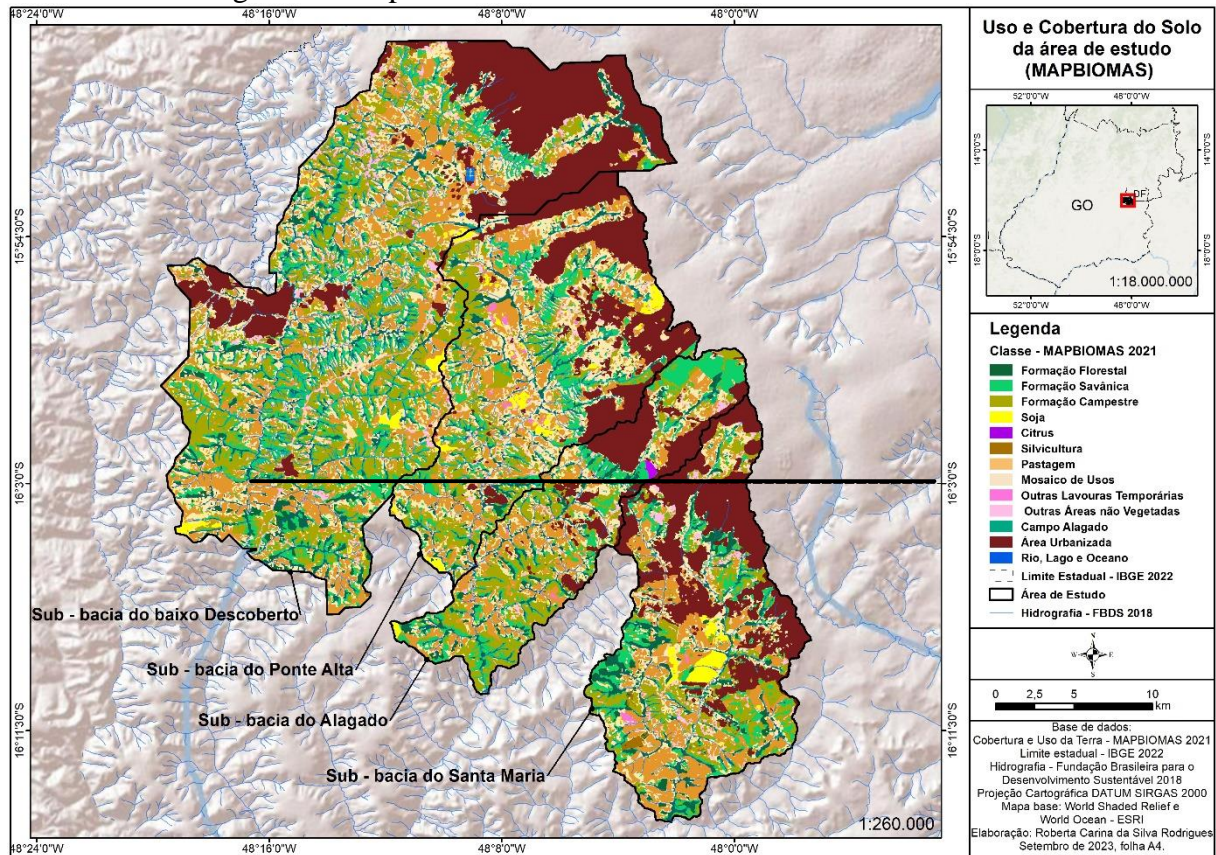 48°24'0"W
48°16'0"W
48°8'0"W
48°0'0"W
15°54'30"S
16°3'0"S
16°11'30"S
Sub - bacia do baixo Descoberto
Sub - bacia do Ponte Alta
Sub - bacia do Alagado
Sub - bacia do Santa Maria
1:260.000
15°54'30"S
16°3'0"S
16°11'30"S
48°24'0"W
48°16'0"W
48°8'0"W
48°0'0"W
Uso e Cobertura do Solo
da área de estudo
(MAPBIOMAS)
52°0'0"W
48°0'0"W
14°0'0"S
14°0'0"S
DF
GO
18°0'0"S
18°0'0"S
1:18.000.000
52°0'0"W
48°0'0"W
Legenda
Classe - MAPBIOMAS 2021
Formação Florestal
Formação Savânica
Formação Campestre
Soja
Citrus
Silvicultura
Pastagem
Mosaico de Usos
Outras Lavouras Temporárias
Outras Áreas não Vegetadas
Campo Alagado
Área Urbanizada
Rio, Lago e Oceano
Limite Estadual - IBGE 2022
Área de Estudo
Hidrografia - FBDS 2018
N
W
E
S
0 2,5 5 10
km
Base de dados:
Cobertura e Uso da Terra - MAPBIOMAS 2021
Limite estadual - IBGE 2022
Hidrografia - Fundação Brasileira para o
Desenvolvimento Sustentável 2018
Projeção Cartográfica DATUM SIRGAS 2000
Mapa base: World Shaded Relief e
World Ocean - ESRI
Elaboração: Roberta Carina da Silva Rodrigues
Setembro de 2023, folha A4.